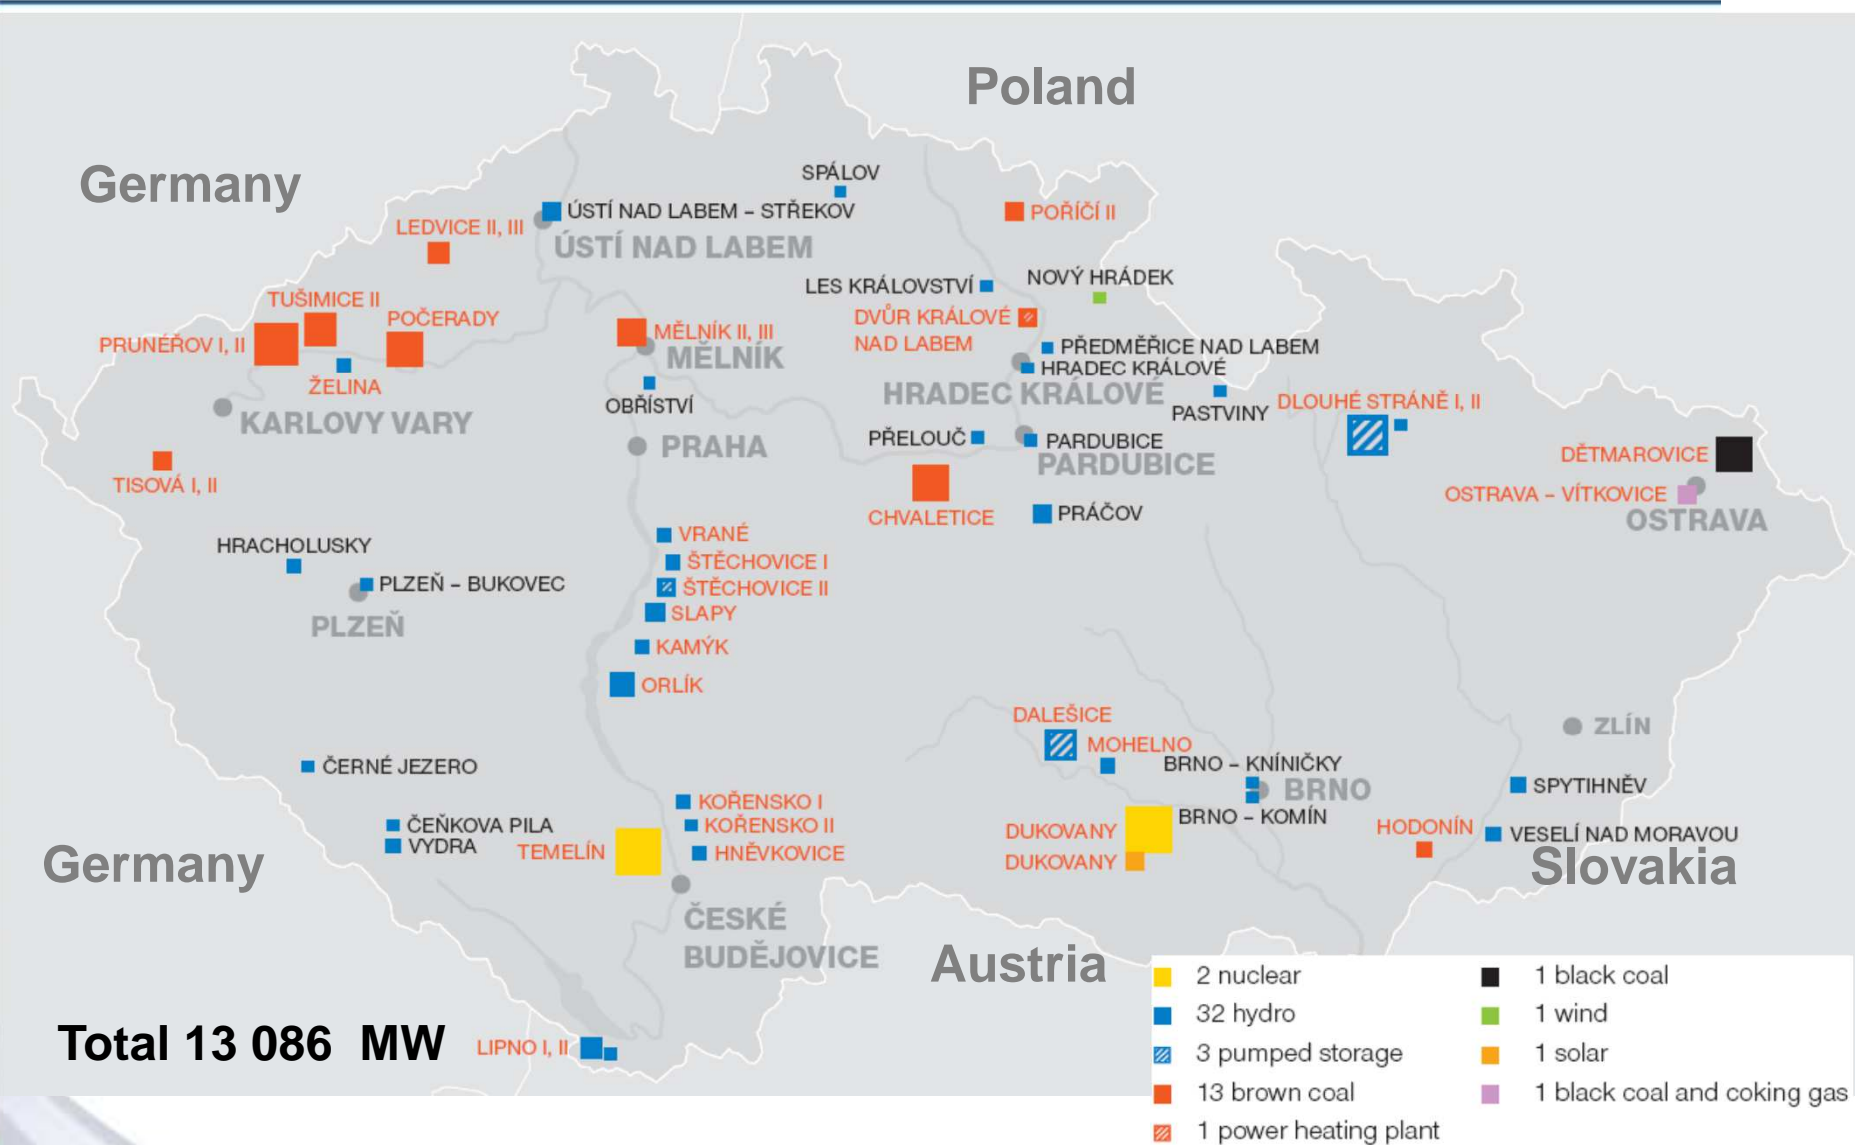 Poland
Germany
SPÁLOV
ÚSTÍ NAD LABEM – STŘEKOV
POŘÍČÍ II
LEDVICE II, III
ÚSTÍ NAD LABEM
LES KRÁLOVSTVÍ
NOVÝ HRÁDEK
TUŠIMICE II
POČERADY
DVŮR KRÁLOVÉ
NAD LABEM
PRUNÉŘOV I, II
MĚLNÍK II, III
MĚLNÍK
PŘEDMĚŘICE NAD LABEM
HRADEC KRÁLOVÉ
ŽELINA
HRADEC KRÁLOVÉ
OBŘÍSTVÍ
PASTVINY
DLOUHÉ STRÁNĚ I, II
KARLOVY VARY
PRAHA
PŘELOUČ
PARDUBICE
PARDUBICE
DĚTMAROVICE
TISOVÁ I, II
OSTRAVA – VÍTKOVICE
CHVALETICE
PRÁČOV
OSTRAVA
VRANÉ
HRACHOLUSKY
ŠTĚCHOVICE I
PLZEŇ – BUKOVEC
ŠTĚCHOVICE II
PLZEŇ
SLAPY
KAMÝK
ORLÍK
DALEŠICE
ZLÍN
MOHELNO
BRNO – KNÍNIČKY
ČERNÉ JEZERO
BRNO
SPYTIHNĚV
KOŘENSKO I
ČEŇKOVA PILA
KOŘENSKO II
BRNO – KOMÍN
HODONÍN
DUKOVANY
VESELÍ NAD MORAVOU
VYDRA
TEMELÍN
HNĚVKOVICE
DUKOVANY
Germany
Slovakia
ČESKÉ
BUDĚJOVICE
Austria
Total 13 086 MW
LIPNO I, II
2 nuclear
32 hydro
3 pumped storage
13 brown coal
1 power heating plant
1 black coal
1 wind
1 solar
1 black coal and coking gas